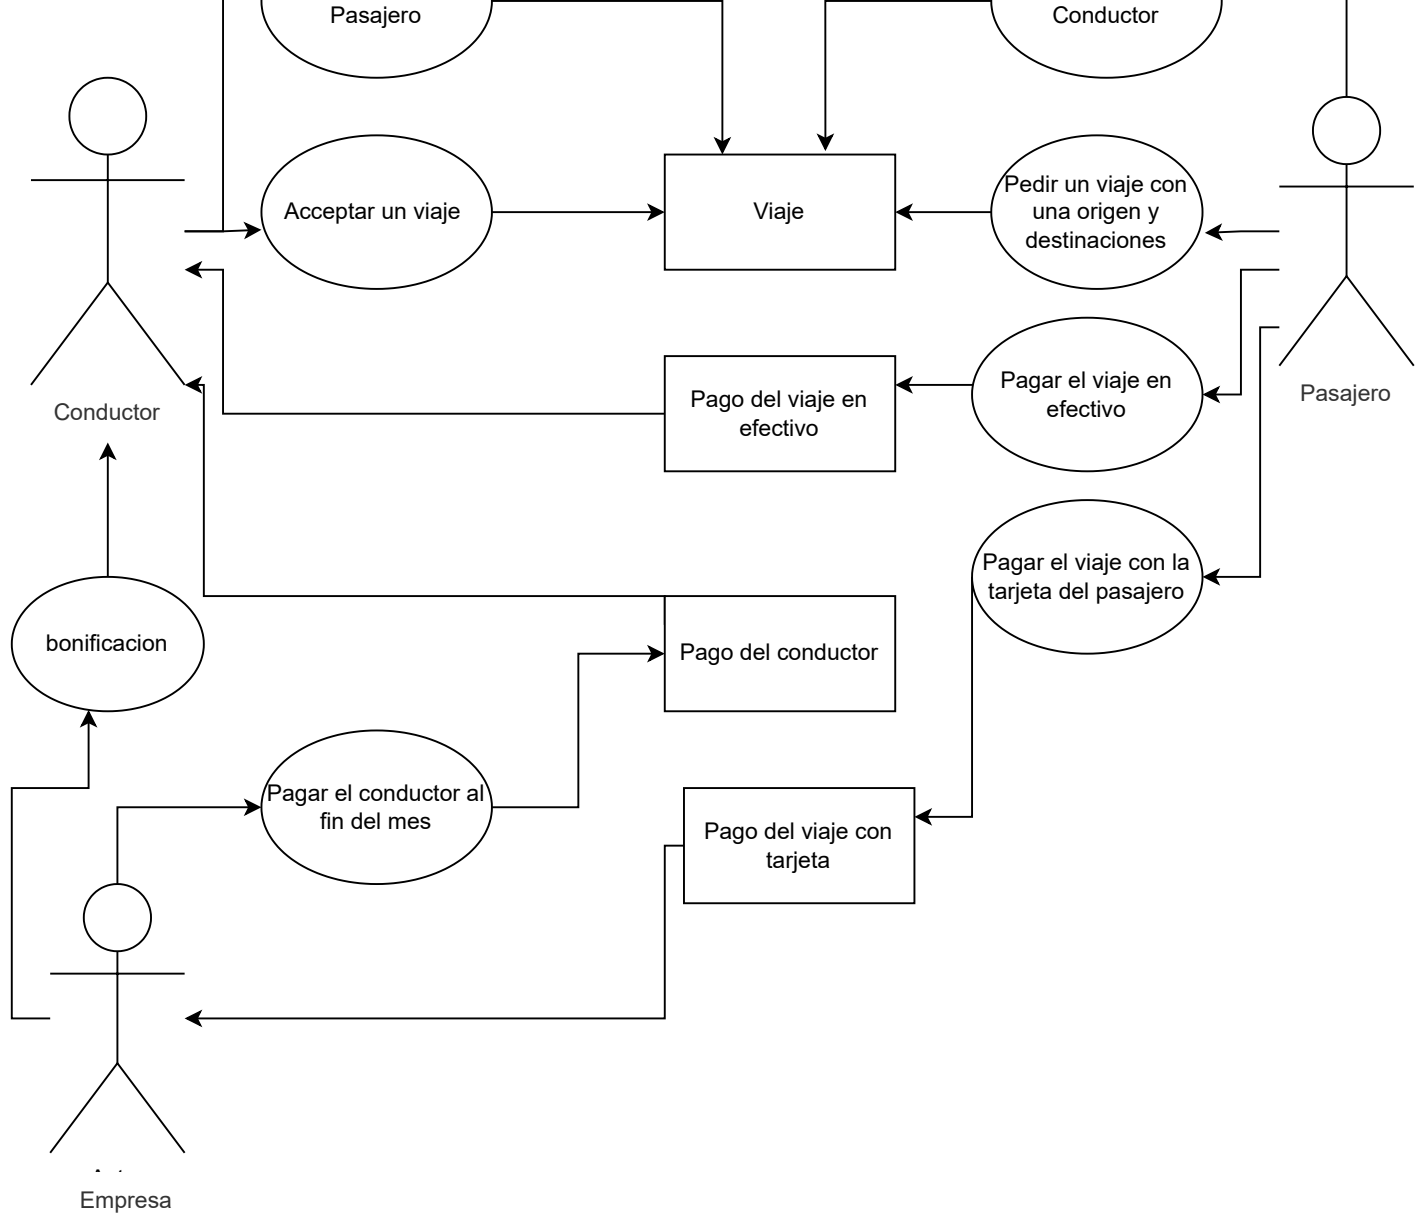 Pasajero
Conductor
Acceptar un viaje
Viaje
Pedir un viaje con
una origen y
destinaciones
Pago del viaje en
efectivo
Pagar el viaje en
efectivo
Pasajero
Conductor
Pagar el viaje con la
tarjeta del pasajero
bonificacion
Pago del conductor
Pagar el conductor al
fin del mes
Pago del viaje con
tarjeta
Empresa